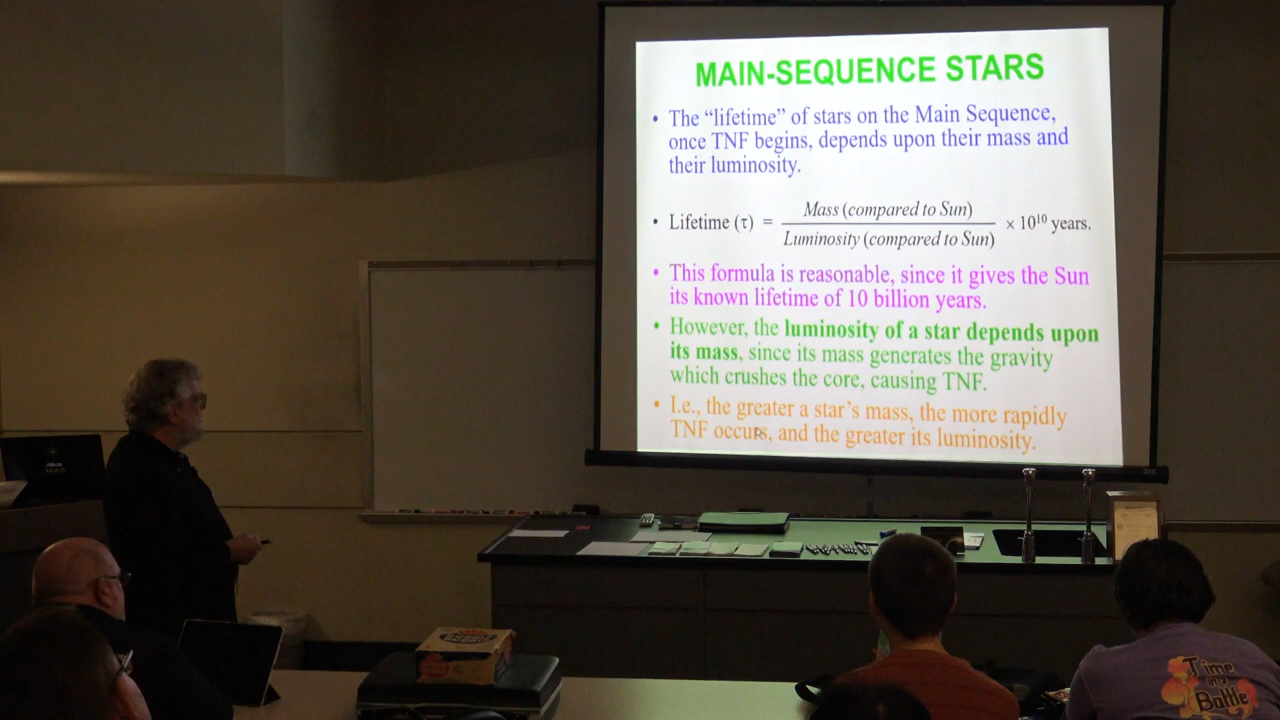 MAIN-SEQUENCE STARS
• The “lifetime” of stars on the Main Sequence,
once TNF begins, depends upon their mass and
their luminosity.
• Lifetime (τ) = Mass (compared to Sun) / Luminosity (compared to Sun) × 10¹⁰ years.
• This formula is reasonable, since it gives the Sun
its known lifetime of 10 billion years.
• However, the luminosity of a star depends upon
its mass, since its mass generates the gravity
which crushes the core, causing TNF.
• I.e., the greater a star’s mass, the more rapidly
TNF occurs, and the greater its luminosity.
Time
in a
Bottle